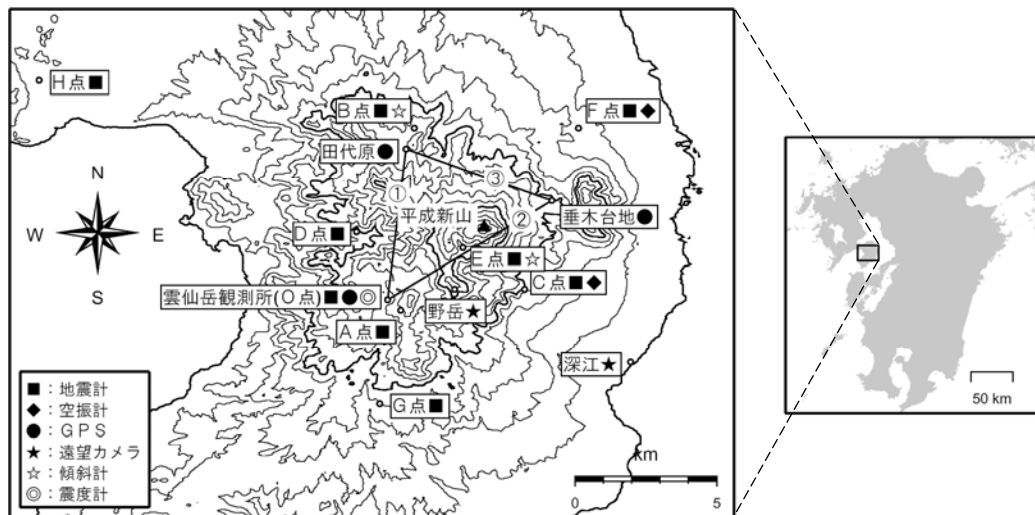 H点■
B点■☆
F点■◆
田代原●
N
①
③
W
E
S
平成新山
②
垂木台地●
D点■
E点■☆
C点■◆
雲仙岳観測所(O点)■●◎
野岳★
A点■
深江★
G点■
■：地震計
◆：空振計
●：GPS
★：遠望カメラ
☆：傾斜計
◎：震度計
km
0
5
50 km